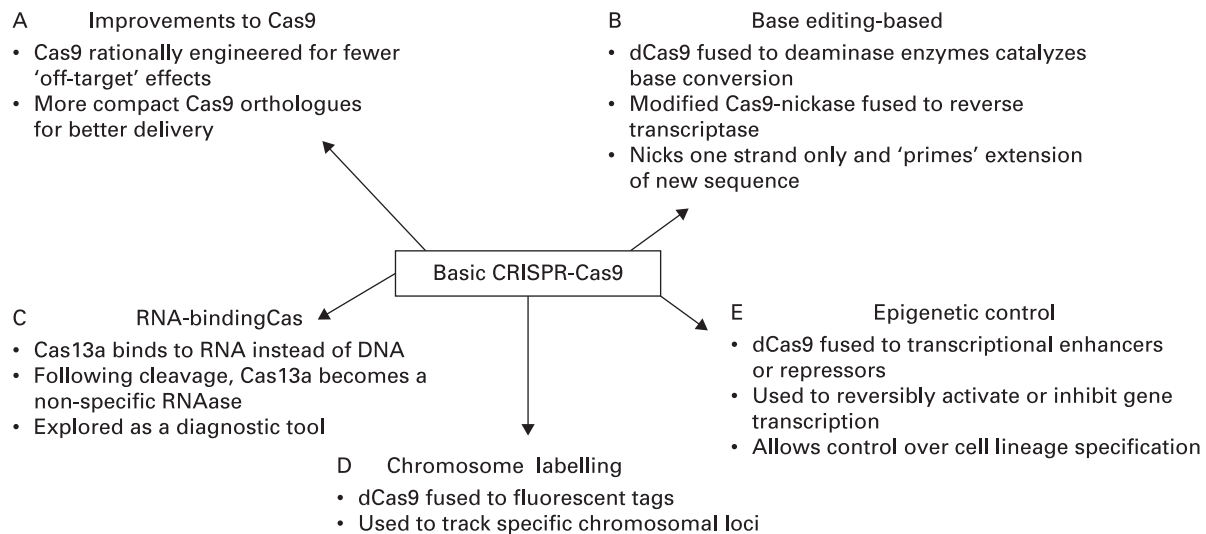 A Improvements to Cas9
• Cas9 rationally engineered for fewer
‘off-target’ effects
• More compact Cas9 orthologues
for better delivery
B Base editing-based
• dCas9 fused to deaminase enzymes catalyzes
base conversion
• Modified Cas9-nickase fused to reverse
transcriptase
• Nicks one strand only and ‘primes’ extension
of new sequence
Basic CRISPR-Cas9
C RNA-bindingCas
• Cas13a binds to RNA instead of DNA
• Following cleavage, Cas13a becomes a
non-specific RNAase
• Explored as a diagnostic tool
E Epigenetic control
• dCas9 fused to transcriptional enhancers
or repressors
• Used to reversibly activate or inhibit gene
transcription
• Allows control over cell lineage specification
D Chromosome labelling
• dCas9 fused to fluorescent tags
• Used to track specific chromosomal loci